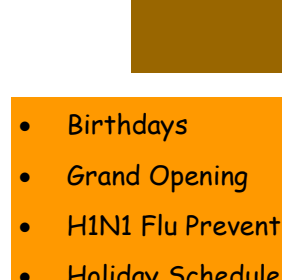 • Birthdays
• Grand Opening
• H1N1 Flu Prevent
• Holiday Schedule